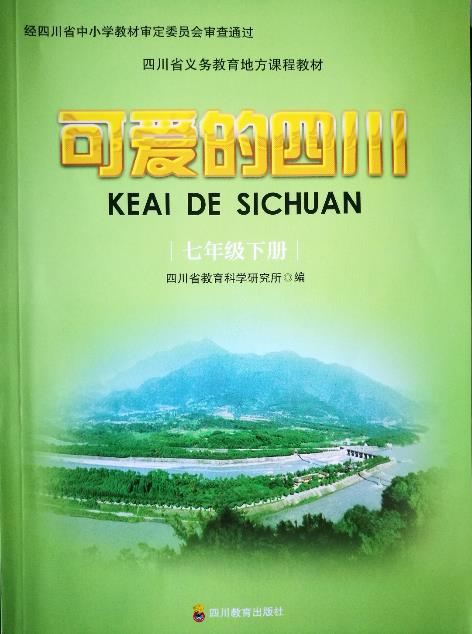 经四川省中小学教材审定委员会审查通过
四川省义务教育地方课程教材
可爱的四川
KEAI DE SICHUAN
七年级下册
四川省教育科学研究所◎编
四川教育出版社